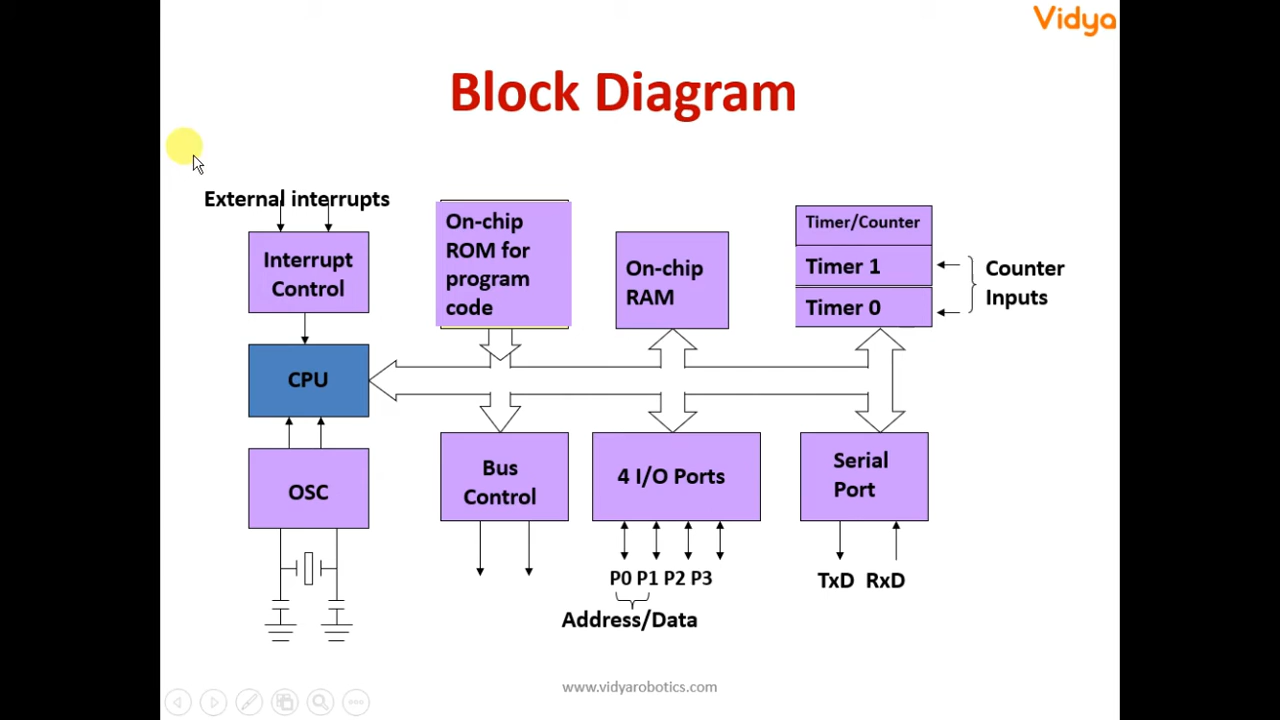 Vidya
Block Diagram
External interrupts
Interrupt
Control
On-chip
ROM for
program
code
On-chip
RAM
Timer/Counter
Timer 1
Timer 0
Counter
Inputs
CPU
OSC
Bus
Control
4 I/O Ports
Serial
Port
P0 P1 P2 P3
Address/Data
TxD RxD
www.vidyarobotics.com